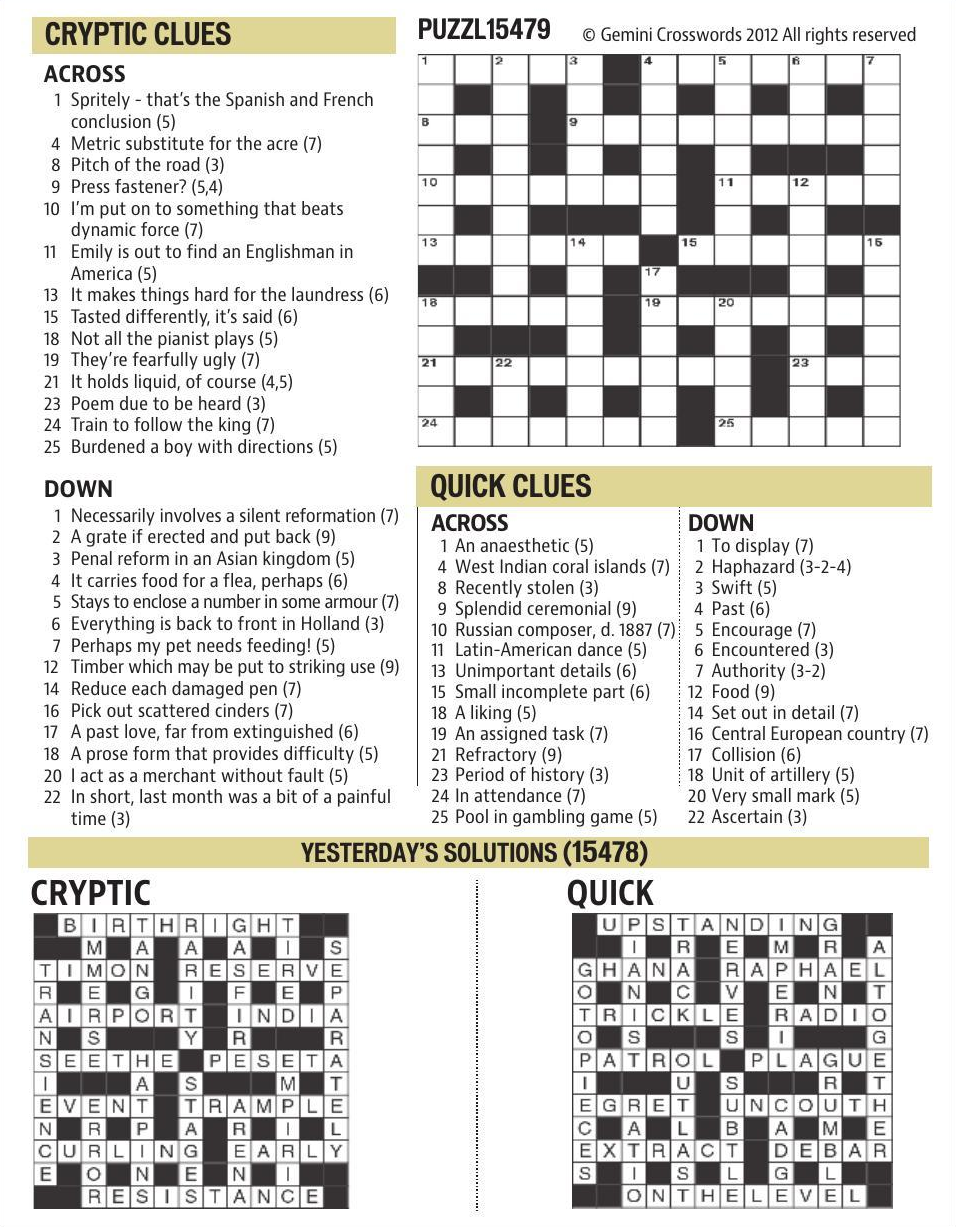 CRYPTIC CLUES
ACROSS
1 Spritely - that's the Spanish and French
conclusion (5)
4 Metric substitute for the acre (7)
8 Pitch of the road (3)
9 Press fastener? (5,4)
10 I'm put on to something that beats
dynamic force (7)
11 Emily is out to find an Englishman in
America (5)
13 It makes things hard for the laundress (6)
15 Tasted differently, it's said (6)
18 Not all the pianist plays (5)
19 They're fearfully ugly (7)
21 It holds liquid, of course (4,5)
23 Poem due to be heard (3)
24 Train to follow the king (7)
25 Burdened a boy with directions (5)
DOWN
1 Necessarily involves a silent reformation (7)
2 A grate if erected and put back (9)
3 Penal reform in an Asian kingdom (5)
4 It carries food for a flea, perhaps (6)
5 Stays to enclose a number in some armour (7)
6 Everything is back to front in Holland (3)
7 Perhaps my pet needs feeding! (5)
12 Timber which may be put to striking use (9)
14 Reduce each damaged pen (7)
16 Pick out scattered cinders (7)
17 A past love, far from extinguished (6)
18 A prose form that provides difficulty (5)
20 I act as a merchant without fault (5)
22 In short, last month was a bit of a painful
time (3)
PUZZL15479 © Gemini Crosswords 2012 All rights reserved
1 2 3 4 5 6 7
8 9
10 11 12
13 14 15 15
17
18 19 20
21 22 23
24 25
QUICK CLUES
ACROSS
1 An anaesthetic (5)
4 West Indian coral islands (7)
8 Recently stolen (3)
9 Splendid ceremonial (9)
10 Russian composer, d. 1887 (7)
11 Latin-American dance (5)
13 Unimportant details (6)
15 Small incomplete part (6)
18 A liking (5)
19 An assigned task (7)
21 Refractory (9)
23 Period of history (3)
24 In attendance (7)
25 Pool in gambling game (5)
DOWN
1 To display (7)
2 Haphazard (3-2-4)
3 Swift (5)
4 Past (6)
5 Encourage (7)
6 Encountered (3)
7 Authority (3-2)
12 Food (9)
14 Set out in detail (7)
16 Central European country (7)
17 Collision (6)
18 Unit of artillery (5)
20 Very small mark (5)
22 Ascertain (3)
YESTERDAY'S SOLUTIONS (15478)
CRYPTIC
BIRTHRIGHT
M A A A I S
TIMON RESERVE
R E G I F E P
AIRPORT INDIA
N S Y R R
SEETHE PESETA
I A S M T
EVENT TRAMPLE
N R P A R I L
CURLING EARLY
E O N E N I
RESISTANCE
QUICK
UPSTANDING
I R E M R A
GHANA RAPHAEL
O N C V E N T
TRICKLE RADIO
O S S I G
PATROL PLAGUE
I U S R T
EGRET UNCOUTH
C A L B A M E
EXTRACT DEBAR
S I S L G L
ONTHELEVEL